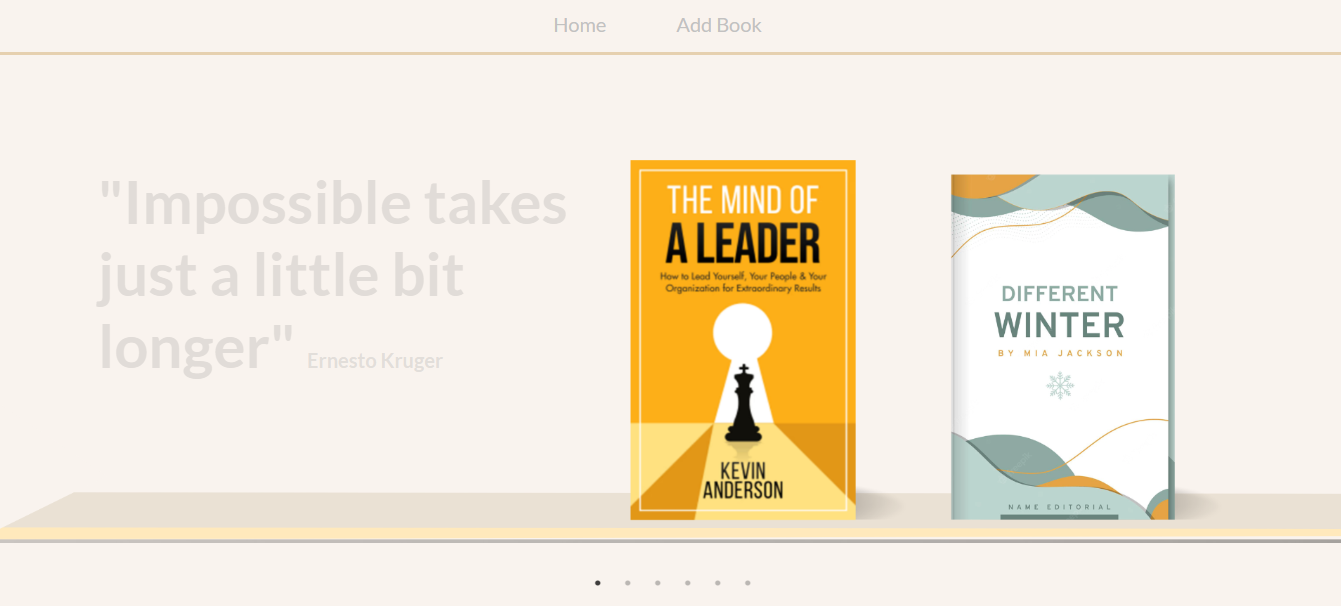 Home Add Book
"Impossible takes
just a little bit
longer" Ernesto Kruger
THE MIND OF
A LEADER
How to Lead Yourself, Your People & Your
Organization for Extraordinary Results
KEVIN
ANDERSON
DIFFERENT
WINTER
BY MIA JACKSON
NAME EDITORIAL